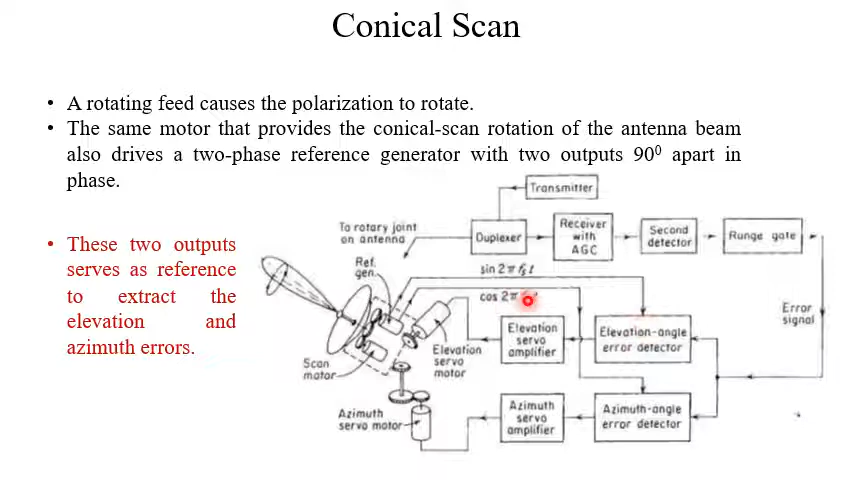 Conical Scan
• A rotating feed causes the polarization to rotate.
• The same motor that provides the conical-scan rotation of the antenna beam
also drives a two-phase reference generator with two outputs 90⁰ apart in
phase.
• These two outputs
serves as reference
to extract the
elevation and
azimuth errors.
Transmitter
To rotary joint
on antenna
Duplexer
Receiver
with
AGC
Second
detector
Range gate
Ref.
gen.
sin 2π fₛt
cos 2π
Error
signal
Elevation
servo
amplifier
Elevation-angle
error detector
Elevation
servo
motor
Scan
motor
Azimuth
servo motor
Azimuth
servo
amplifier
Azimuth-angle
error detector